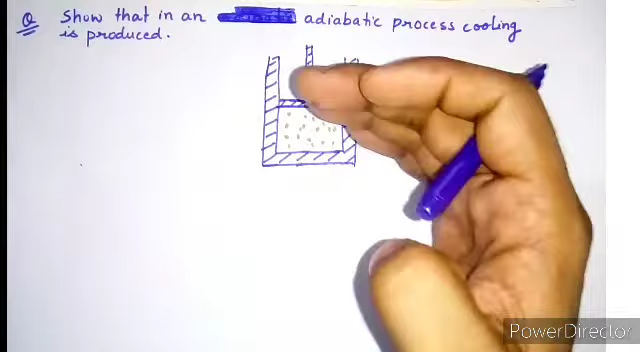 Q Show that in an adiabatic process cooling
is produced.
PowerDirector